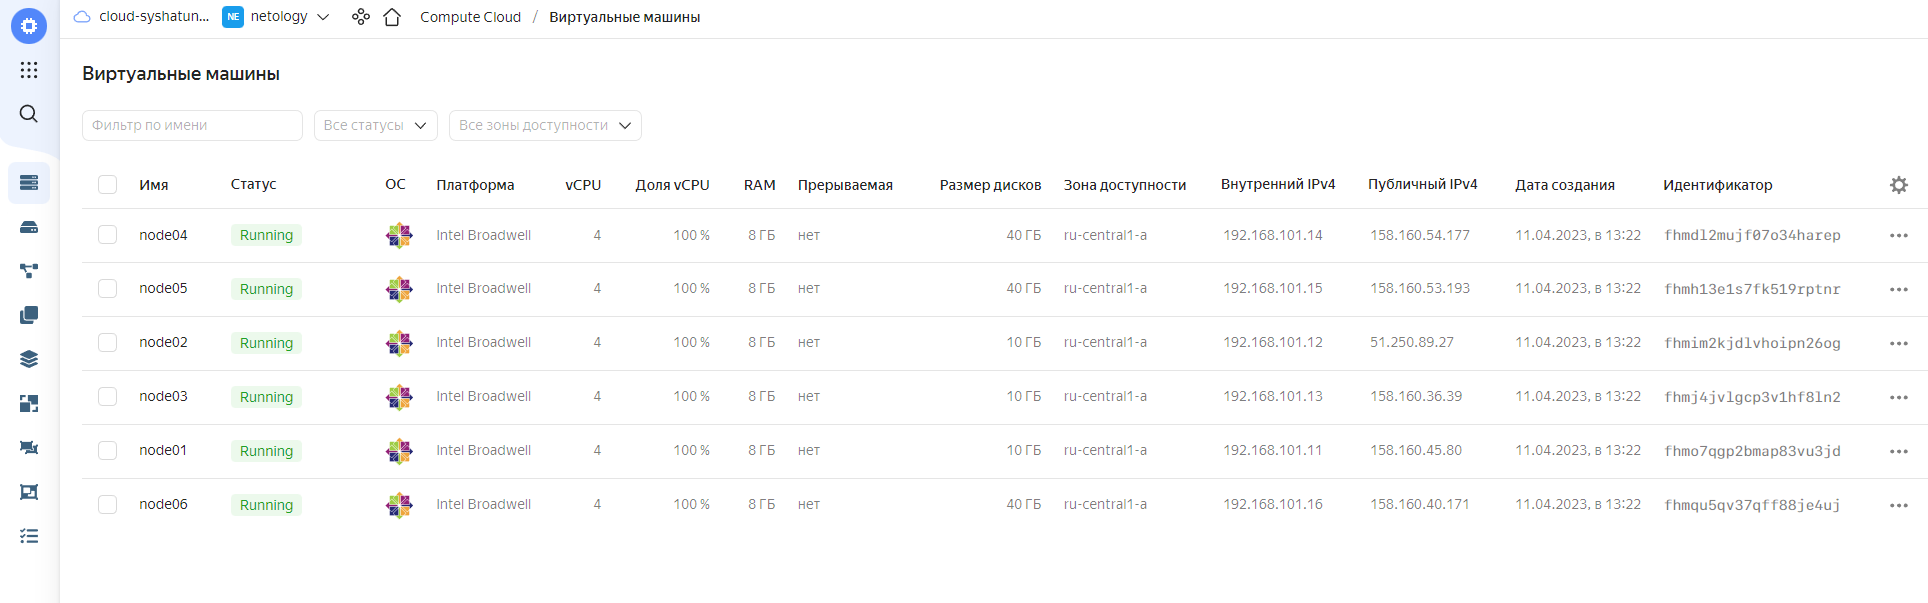 cloud-syshatun... NE netology Compute Cloud / Виртуальные машины
Виртуальные машины
Фильтр по имени Все статусы Все зоны доступности
Имя Статус ОС Платформа vCPU Доля vCPU RAM Прерываемая Размер дисков Зона доступности Внутренний IPv4 Публичный IPv4 Дата создания Идентификатор
node04 Running Intel Broadwell 4 100 % 8 ГБ нет 40 ГБ ru-central1-a 192.168.101.14 158.160.54.177 11.04.2023, в 13:22 fhmdl2mujf07o34harep
node05 Running Intel Broadwell 4 100 % 8 ГБ нет 40 ГБ ru-central1-a 192.168.101.15 158.160.53.193 11.04.2023, в 13:22 fhmh13e1s7fk519rptnr
node02 Running Intel Broadwell 4 100 % 8 ГБ нет 10 ГБ ru-central1-a 192.168.101.12 51.250.89.27 11.04.2023, в 13:22 fhmim2kjdlvhoipn26og
node03 Running Intel Broadwell 4 100 % 8 ГБ нет 10 ГБ ru-central1-a 192.168.101.13 158.160.36.39 11.04.2023, в 13:22 fhmj4jvlgcp3v1hf8ln2
node01 Running Intel Broadwell 4 100 % 8 ГБ нет 10 ГБ ru-central1-a 192.168.101.11 158.160.45.80 11.04.2023, в 13:22 fhmo7qgp2bmap83vu3jd
node06 Running Intel Broadwell 4 100 % 8 ГБ нет 40 ГБ ru-central1-a 192.168.101.16 158.160.40.171 11.04.2023, в 13:22 fhmqu5qv37qff88je4uj